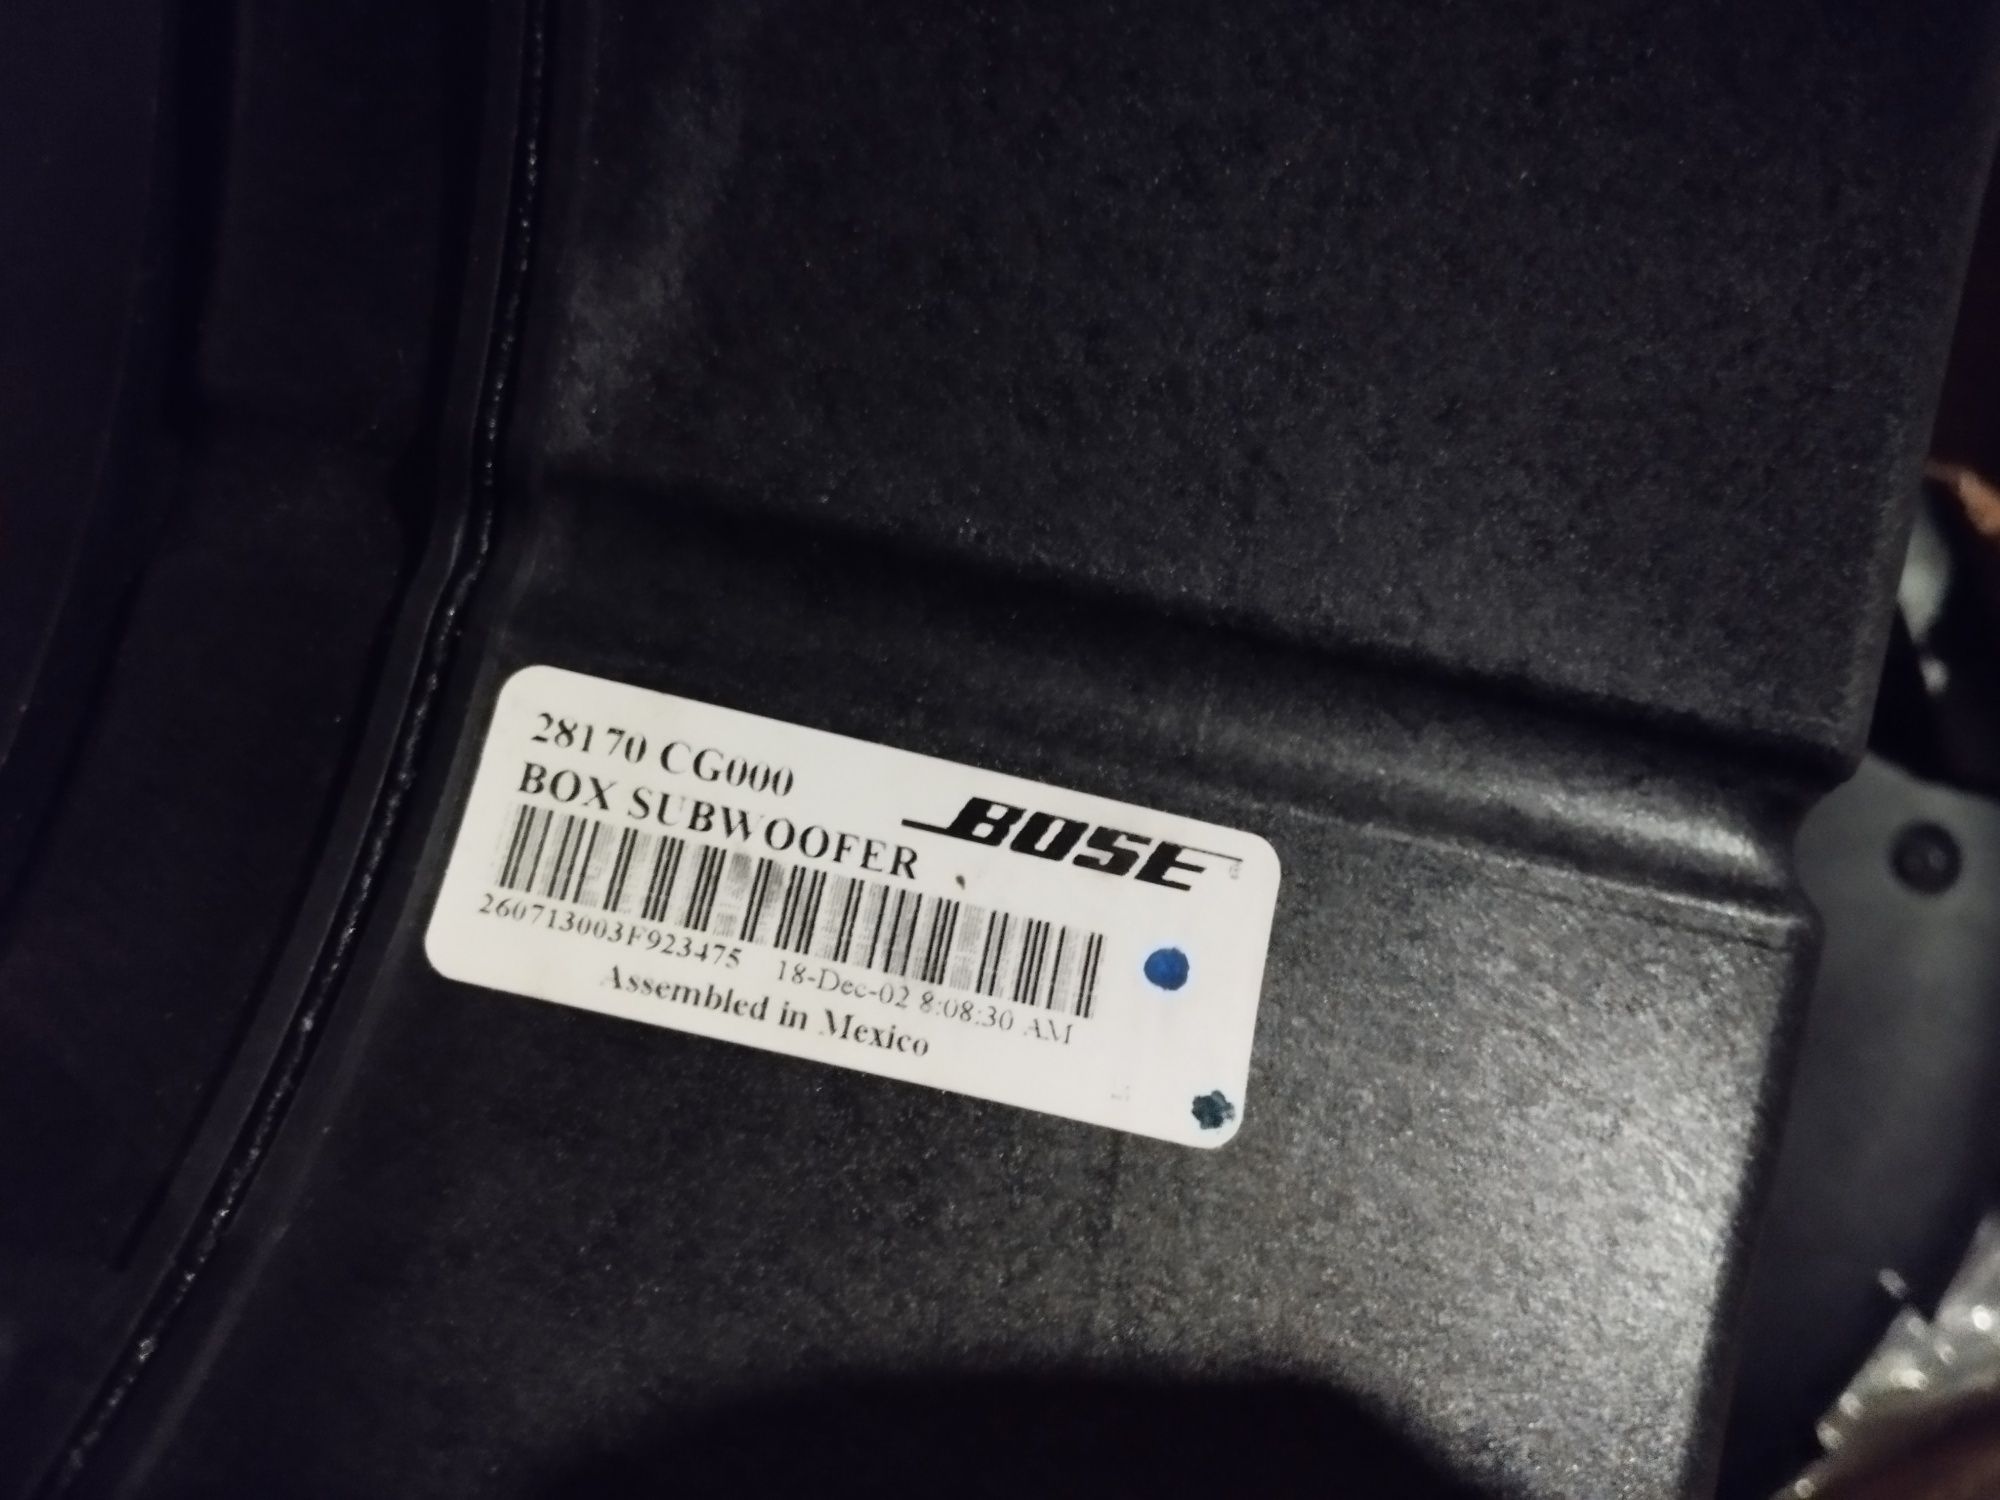 28170 CG000
BOX SUBWOOFER
BOSE
260713003F923475 18-Dec-02 8:08:30 AM
Assembled in Mexico